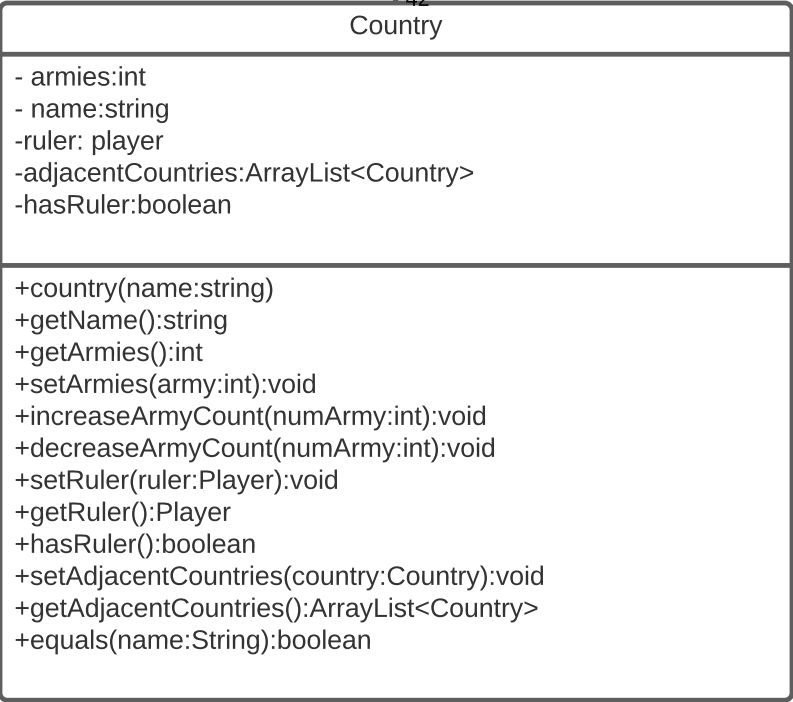 Country
- armies:int
- name:string
-ruler: player
-adjacentCountries:ArrayList<Country>
-hasRuler:boolean
+country(name:string)
+getName():string
+getArmies():int
+setArmies(army:int):void
+increaseArmyCount(numArmy:int):void
+decreaseArmyCount(numArmy:int):void
+setRuler(ruler:Player):void
+getRuler():Player
+hasRuler():boolean
+setAdjacentCountries(country:Country):void
+getAdjacentCountries():ArrayList<Country>
+equals(name:String):boolean